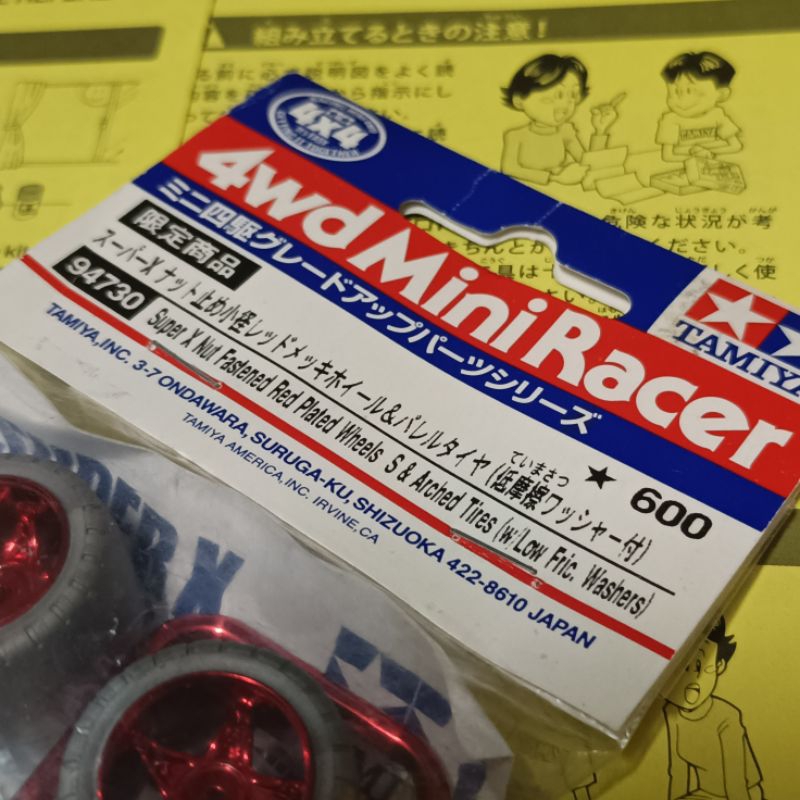 組み立てるときの注意!
4x4
4wd Mini Racer
ミニ四駆グレードアップパーツシリーズ
TAMIYA
限定商品
スーパーX ナット止め小径レッドメッキホイール&バレルタイヤ(低摩擦ワッシャー付)
ていまさつ
★ 600
94730
Super X Nut Fastened Red Plated Wheels S & Arched Tires (w/Low Fric. Washers)
TAMIYA,INC. 3-7 ONDAWARA, SURUGA-KU, SHIZUOKA 422-8610 JAPAN
TAMIYA AMERICA,INC. IRVINE,CA
危険な状況が考
ください。
しく使